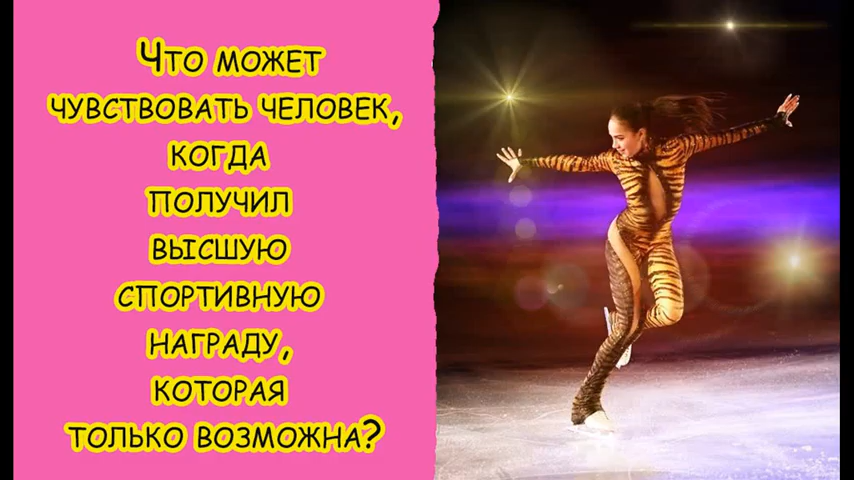 Что может
чувствовать человек,
когда
получил
высшую
спортивную
награду,
которая
только возможна?